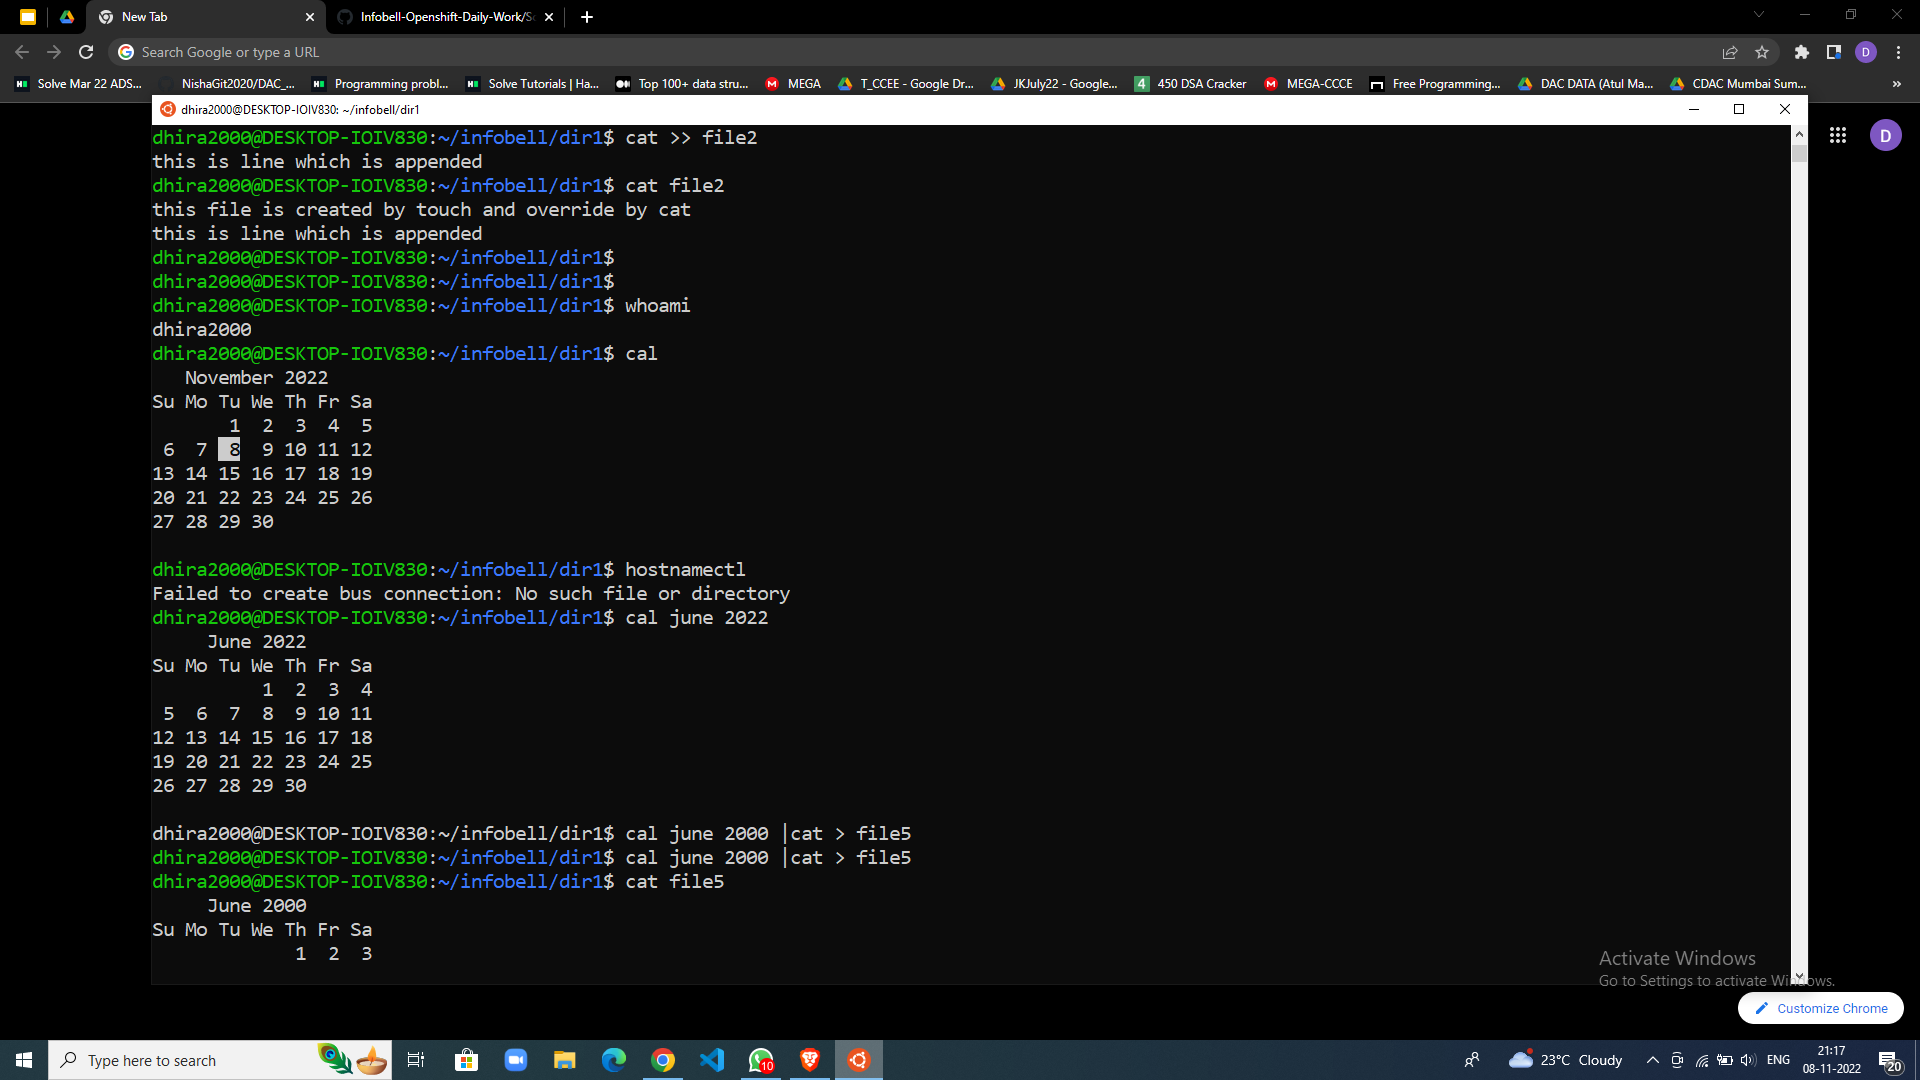 New Tab
Infobell-Openshift-Daily-Work/Sc
Search Google or type a URL
D
Solve Mar 22 ADS...
NishaGit2020/DAC_...
Programming probl...
Solve Tutorials | Ha...
Top 100+ data stru...
MEGA
T_CCEE - Google Dr...
JKJuly22 - Google...
450 DSA Cracker
MEGA-CCCE
Free Programming...
DAC DATA (Atul Ma...
CDAC Mumbai Sum...
»
dhira2000@DESKTOP-IOIV830: ~/infobell/dir1
D
dhira2000@DESKTOP-IOIV830:~/infobell/dir1$ cat >> file2
this is line which is appended
dhira2000@DESKTOP-IOIV830:~/infobell/dir1$ cat file2
this file is created by touch and override by cat
this is line which is appended
dhira2000@DESKTOP-IOIV830:~/infobell/dir1$
dhira2000@DESKTOP-IOIV830:~/infobell/dir1$
dhira2000@DESKTOP-IOIV830:~/infobell/dir1$ whoami
dhira2000
dhira2000@DESKTOP-IOIV830:~/infobell/dir1$ cal
   November 2022
Su Mo Tu We Th Fr Sa
       1  2  3  4  5
 6  7  8  9 10 11 12
13 14 15 16 17 18 19
20 21 22 23 24 25 26
27 28 29 30
dhira2000@DESKTOP-IOIV830:~/infobell/dir1$ hostnamectl
Failed to create bus connection: No such file or directory
dhira2000@DESKTOP-IOIV830:~/infobell/dir1$ cal june 2022
     June 2022
Su Mo Tu We Th Fr Sa
          1  2  3  4
 5  6  7  8  9 10 11
12 13 14 15 16 17 18
19 20 21 22 23 24 25
26 27 28 29 30
dhira2000@DESKTOP-IOIV830:~/infobell/dir1$ cal june 2000 |cat > file5
dhira2000@DESKTOP-IOIV830:~/infobell/dir1$ cal june 2000 |cat > file5
dhira2000@DESKTOP-IOIV830:~/infobell/dir1$ cat file5
     June 2000
Su Mo Tu We Th Fr Sa
             1  2  3
Activate Windows
Go to Settings to activate Windows.
Customize Chrome
Type here to search
10
23°C Cloudy
ENG
21:17
08-11-2022
20